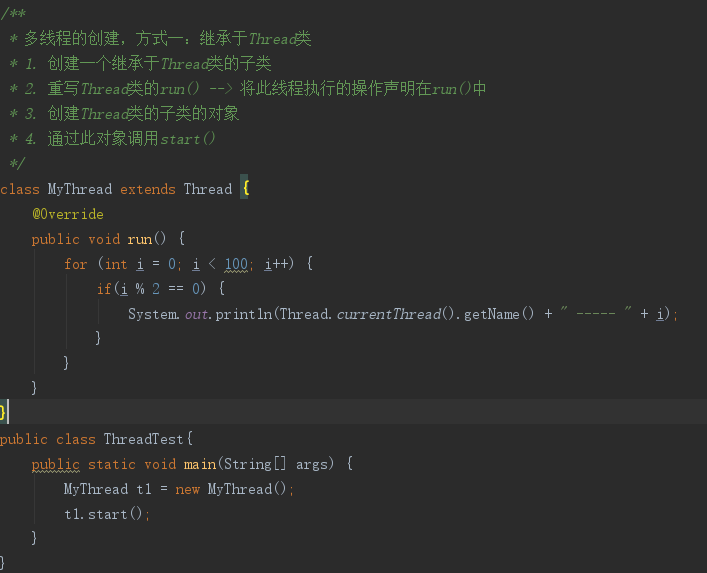 /**
 * 多线程的创建，方式一：继承于Thread类
 * 1. 创建一个继承于Thread类的子类
 * 2. 重写Thread类的run() --> 将此线程执行的操作声明在run()中
 * 3. 创建Thread类的子类的对象
 * 4. 通过此对象调用start()
 */
class MyThread extends Thread {
    @Override
    public void run() {
        for (int i = 0; i < 100; i++) {
            if(i % 2 == 0) {
                System.out.println(Thread.currentThread().getName() + " ----- " + i);
            }
        }
    }
}
public class ThreadTest{
    public static void main(String[] args) {
        MyThread t1 = new MyThread();
        t1.start();
    }
}